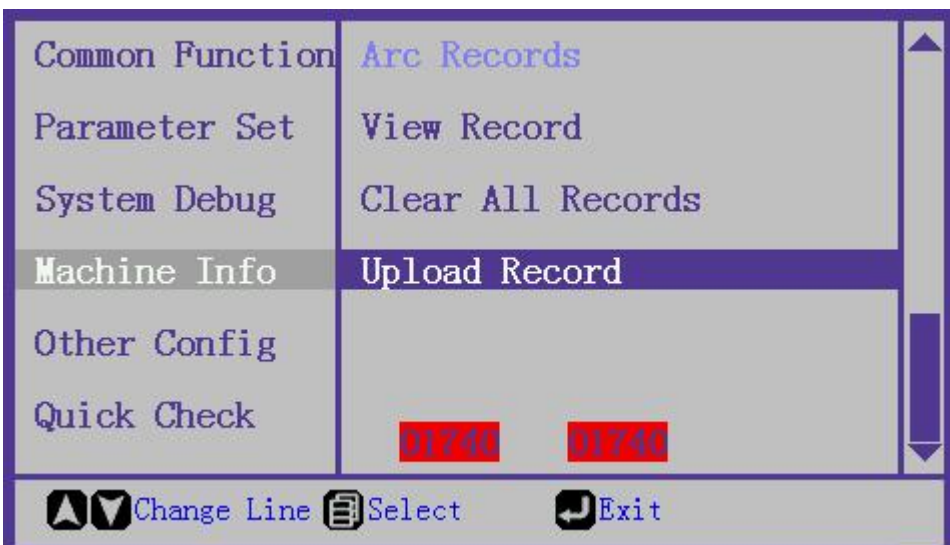 Common Function
Parameter Set
System Debug
Machine Info
Other Config
Quick Check
Arc Records
View Record
Clear All Records
Upload Record
01740 01740
Change Line Select Exit